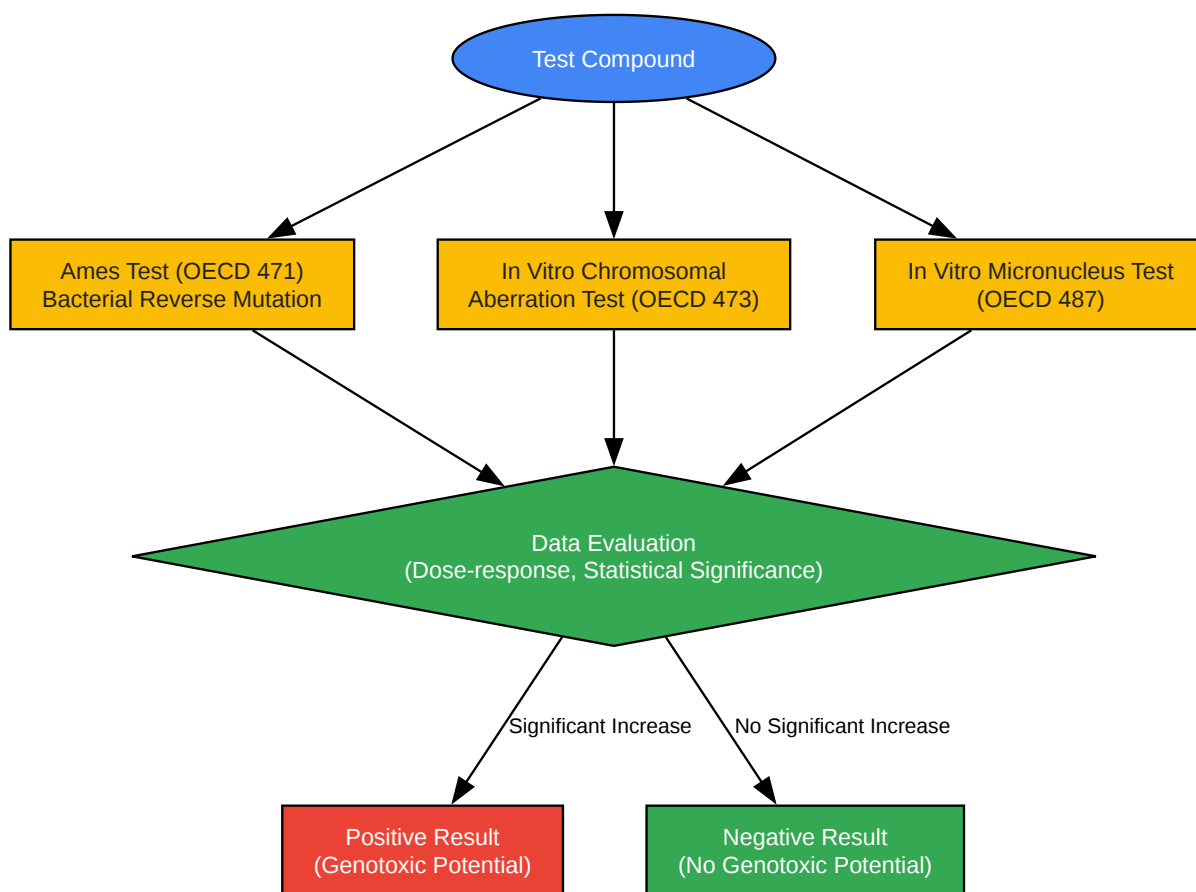 Test Compound
Ames Test (OECD 471)
Bacterial Reverse Mutation
In Vitro Chromosomal
Aberration Test (OECD 473)
In Vitro Micronucleus Test
(OECD 487)
Data Evaluation
(Dose-response, Statistical Significance)
Significant Increase
No Significant Increase
Positive Result
(Genotoxic Potential)
Negative Result
(No Genotoxic Potential)